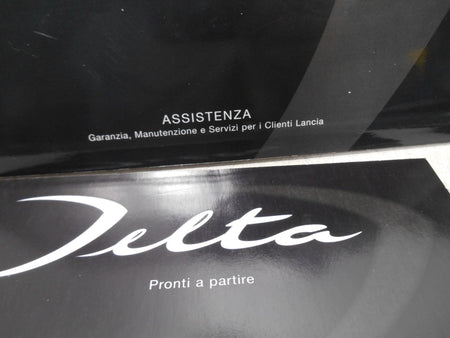 ASSISTENZA
Garanzia, Manutenzione e Servizi per i Clienti Lancia
Delta
Pronti a partire